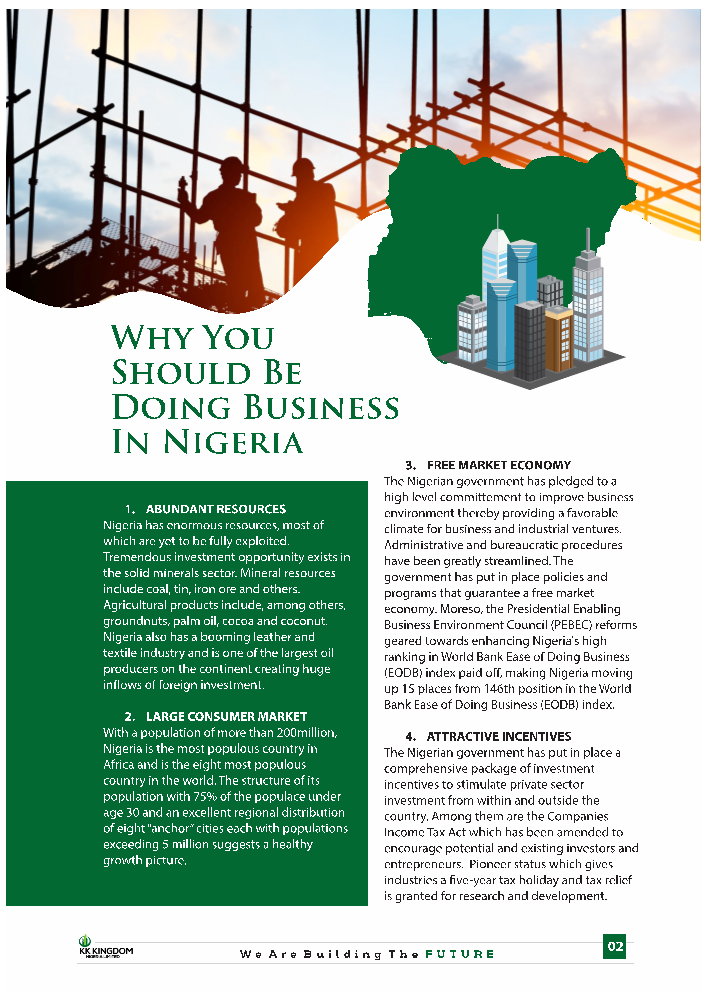 WHY YOU
SHOULD BE
DOING BUSINESS
IN NIGERIA
1. ABUNDANT RESOURCES
Nigeria has enormous resources, most of
which are yet to be fully exploited.
Tremendous investment opportunity exists in
the solid minerals sector. Mineral resources
include coal, tin, iron ore and others.
Agricultural products include, among others,
groundnuts, palm oil, cocoa and coconut.
Nigeria also has a booming leather and
textile industry and is one of the largest oil
producers on the continent creating huge
inflows of foreign investment.
2. LARGE CONSUMER MARKET
With a population of more than 200million,
Nigeria is the most populous country in
Africa and is the eight most populous
country in the world. The structure of its
population with 75% of the populace under
age 30 and an excellent regional distribution
of eight "anchor" cities each with populations
exceeding 5 million suggests a healthy
growth picture.
3. FREE MARKET ECONOMY
The Nigerian government has pledged to a
high level committement to improve business
environment thereby providing a favorable
climate for business and industrial ventures.
Administrative and bureaucratic procedures
have been greatly streamlined. The
government has put in place policies and
programs that guarantee a free market
economy. Moreso, the Presidential Enabling
Business Environment Council (PEBEC) reforms
geared towards enhancing Nigeria's high
ranking in World Bank Ease of Doing Business
(EODB) index paid off, making Nigeria moving
up 15 places from 146th position in the World
Bank Ease of Doing Business (EODB) index.
4. ATTRACTIVE INCENTIVES
The Nigerian government has put in place a
comprehensive package of investment
incentives to stimulate private sector
investment from within and outside the
country. Among them are the Companies
Income Tax Act which has been amended to
encourage potential and existing investors and
entrepreneurs. Pioneer status which gives
industries a five-year tax holiday and tax relief
is granted for research and development.
KK KINGDOM
NIGERIA LIMITED
We Are Building The FUTURE
02